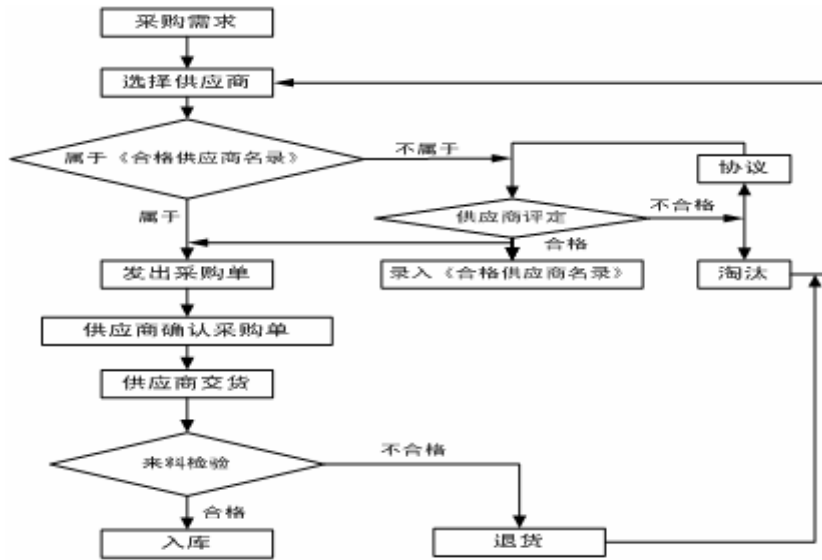 采购需求
选择供应商
属于《合格供应商名录》
不属于
协议
属于
供应商评定
不合格
合格
发出采购单
录入《合格供应商名录》
淘汰
供应商确认采购单
供应商交货
来料检验
不合格
合格
入库
退货